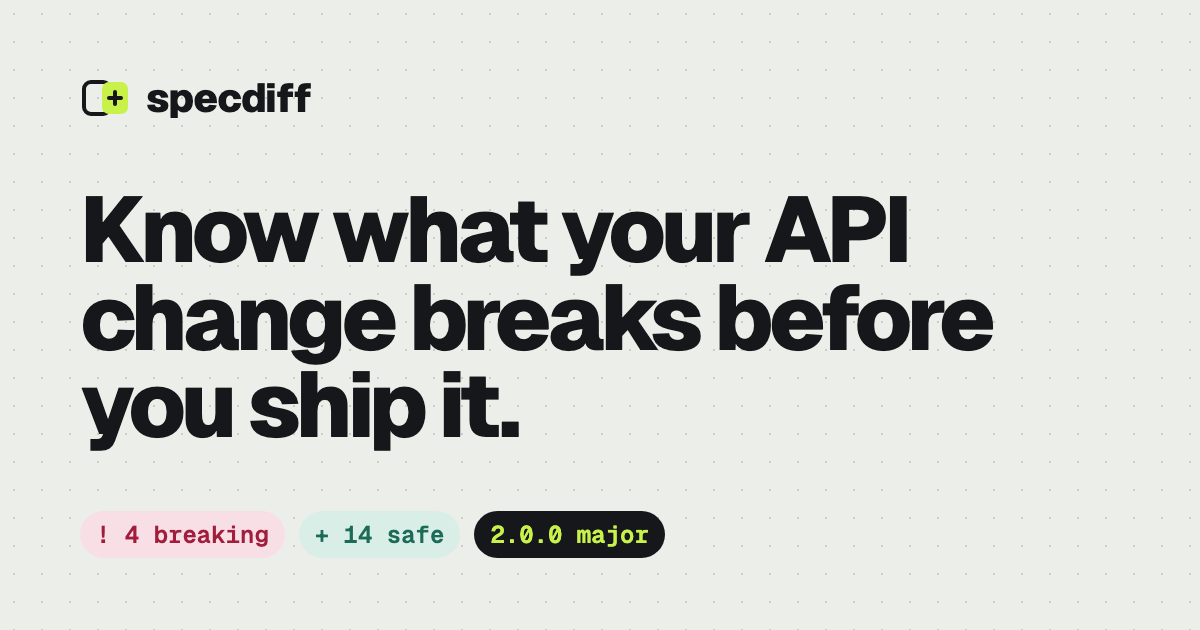 specdiff
Know what your API
change breaks before
you ship it.
! 4 breaking + 14 safe 2.0.0 major